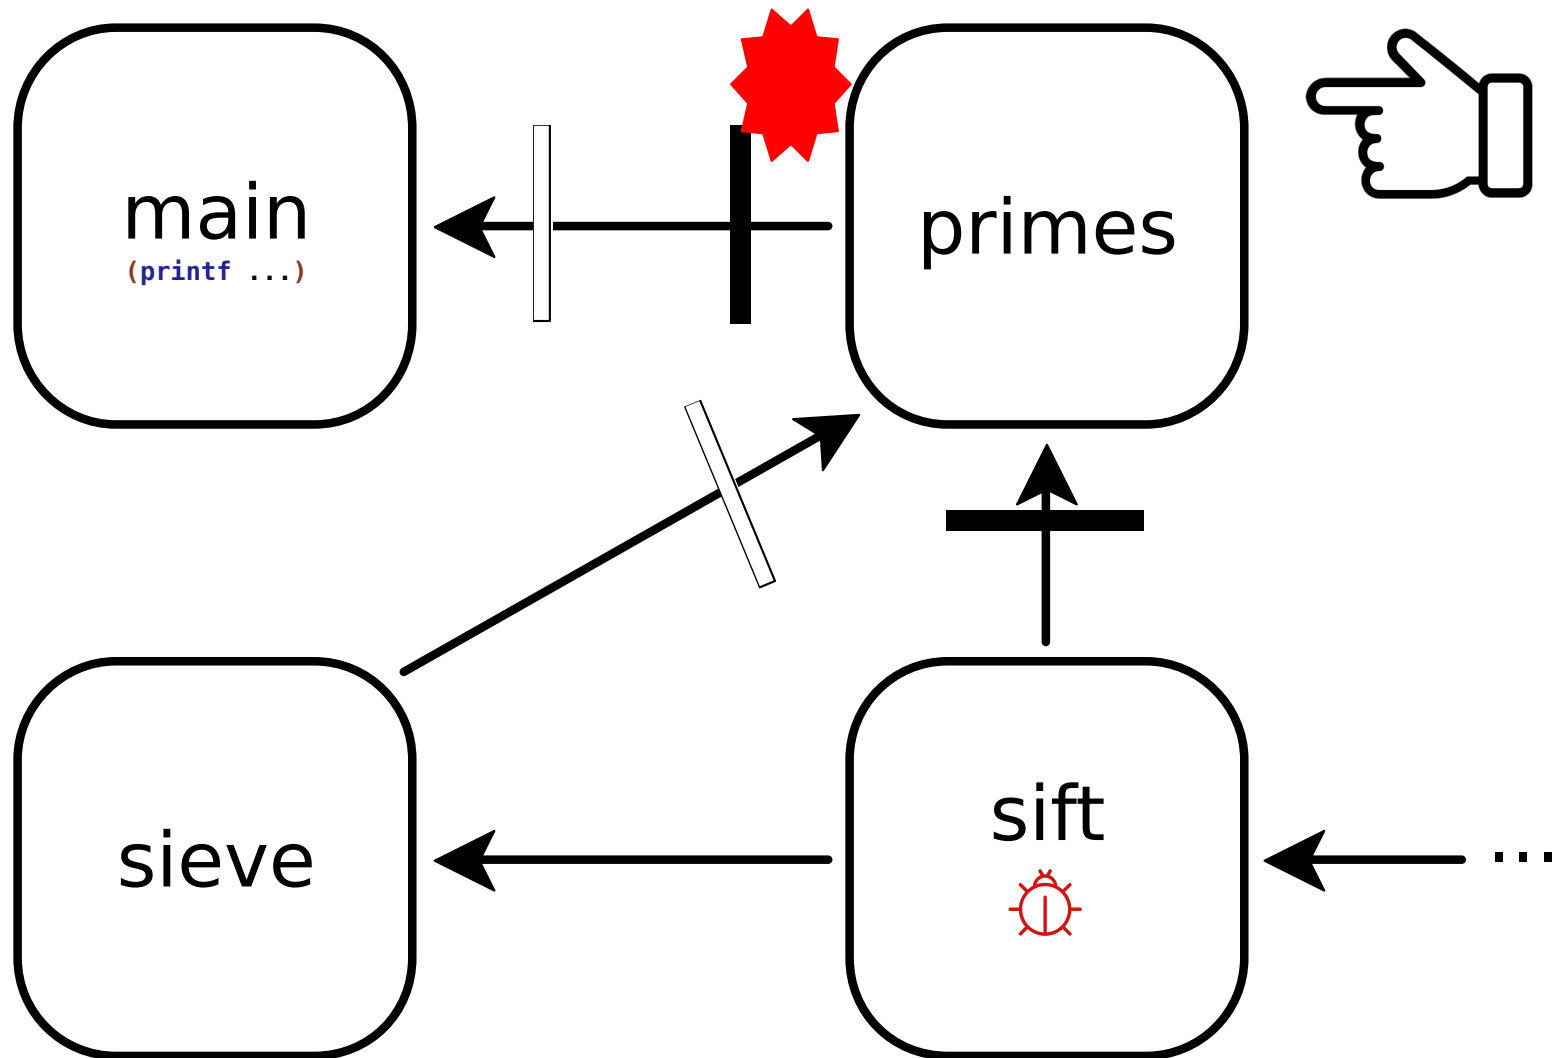 main
(printf ...)
primes
sieve
sift
...